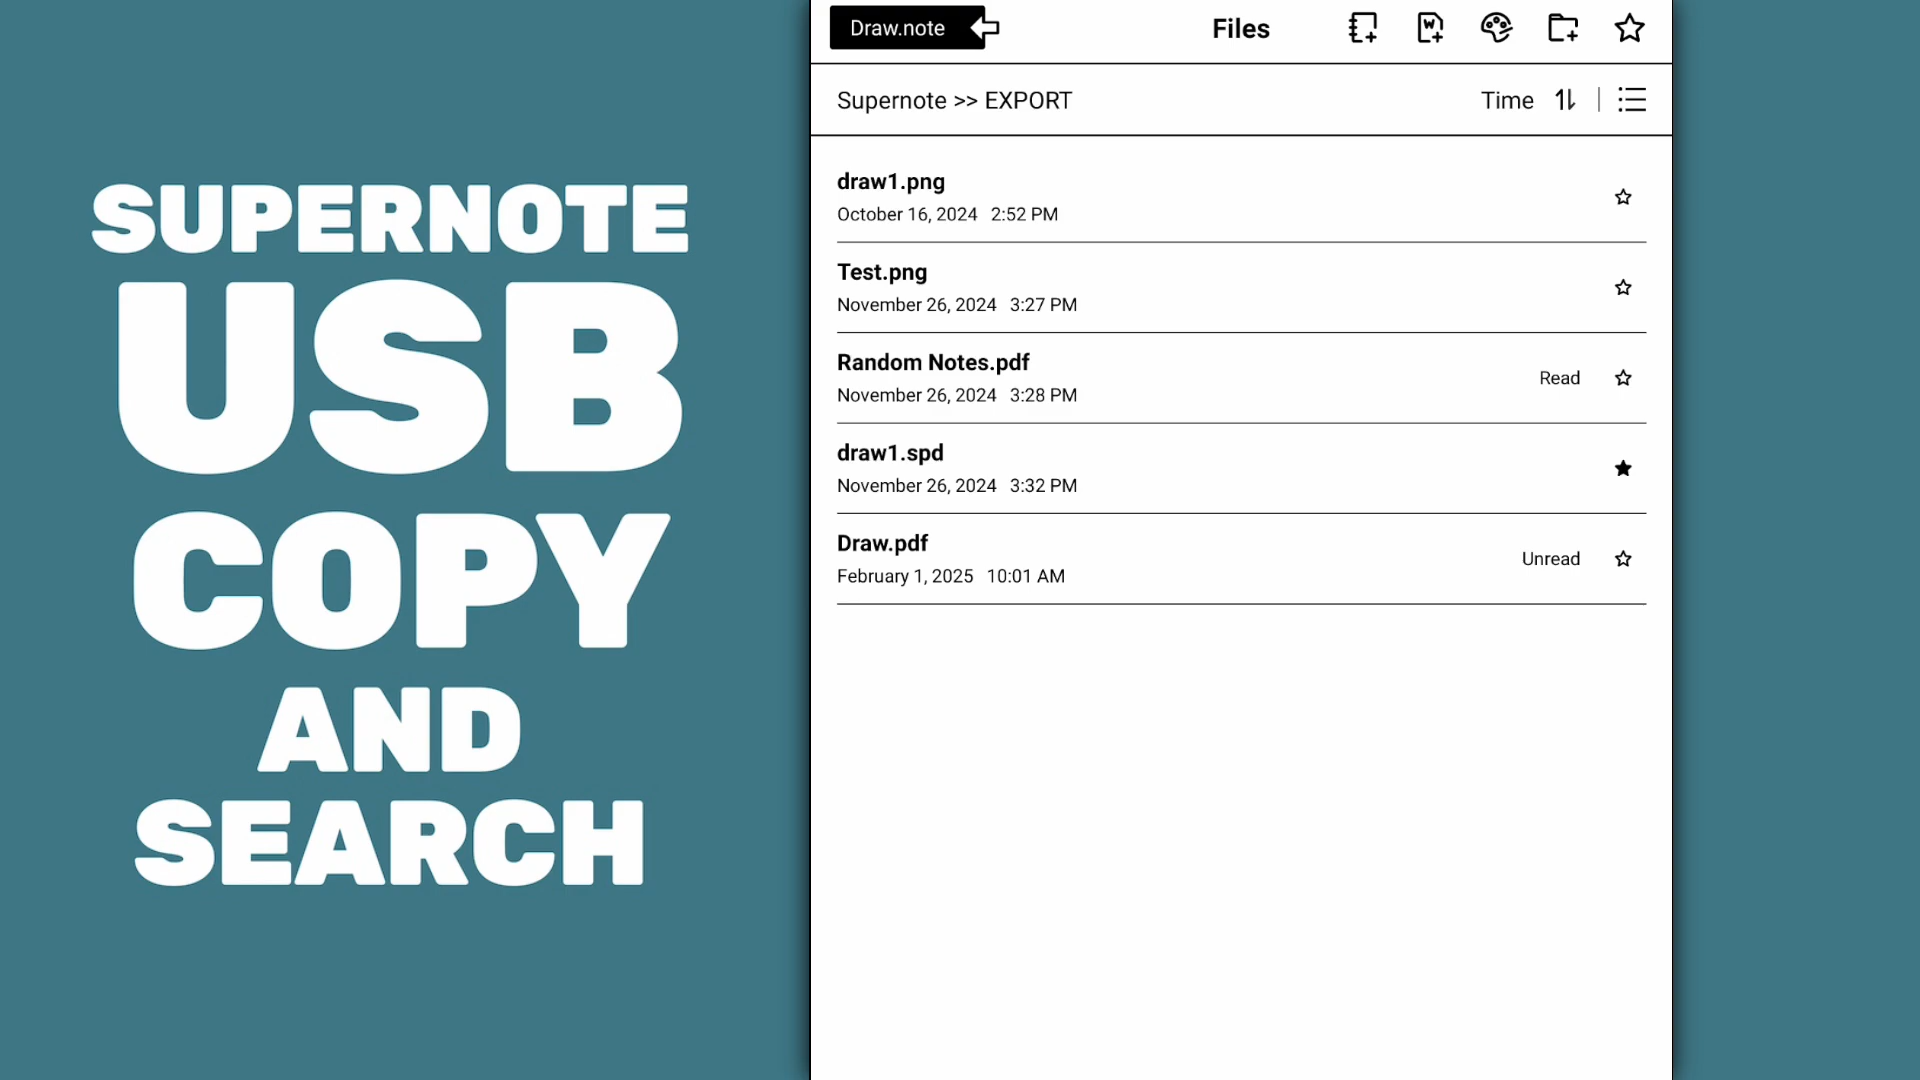 SUPERNOTE
USB
COPY
AND
SEARCH
Draw.note
Files
Supernote >> EXPORT
Time
draw1.png
October 16, 2024 2:52 PM
Test.png
November 26, 2024 3:27 PM
Random Notes.pdf
November 26, 2024 3:28 PM
Read
draw1.spd
November 26, 2024 3:32 PM
Draw.pdf
February 1, 2025 10:01 AM
Unread